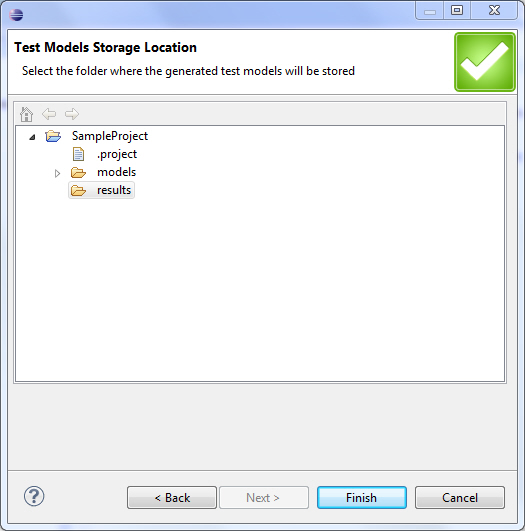 Test Models Storage Location
Select the folder where the generated test models will be stored
SampleProject
.project
models
results
?
< Back
Next >
Finish
Cancel